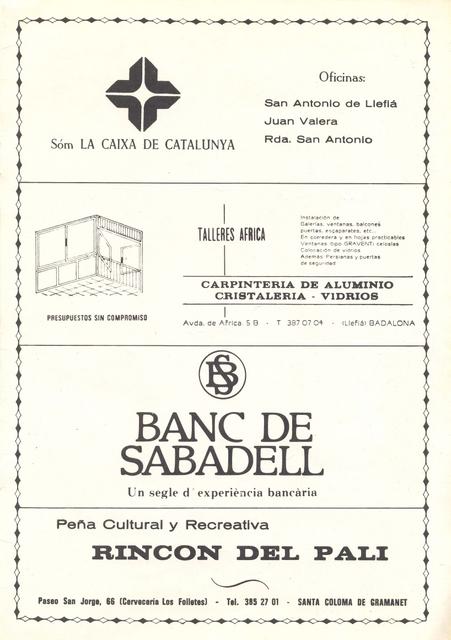 Oficinas:
San Antonio de Llefiá
Juan Valera
Rda. San Antonio
Sóm LA CAIXA DE CATALUNYA
TALLERES AFRICA
Instalación de
Galerías, ventanas, balcones
puertas, escaparates, etc..
En corredera y en hojas practicables
Ventanas tipo GRAVENT i celosías
Colocación de vidrios
Además Persianas y puertas
de seguridad
CARPINTERIA DE ALUMINIO
CRISTALERIA - VIDRIOS
PRESUPUESTOS SIN COMPROMISO
Avda. de Africa 5 B - T 387 07 04 - (Llefiá) BADALONA
BS
BANC DE
SABADELL
Un segle d'experiència bancària
Peña Cultural y Recreativa
RINCON DEL PALI
Paseo San Jorge, 66 (Cervecería Los Folletes) - Tel. 385 27 01 - SANTA COLOMA DE GRAMANET